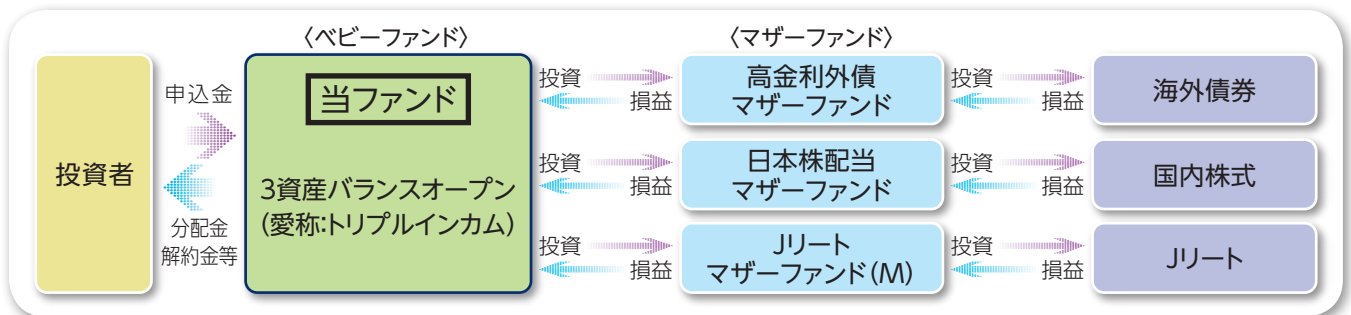 〈ベビーファンド〉
〈マザーファンド〉
投資者
申込金
分配金
解約金等
当ファンド
3資産バランスオープン
(愛称:トリプルインカム)
投資
損益
高金利外債
マザーファンド
投資
損益
海外債券
投資
損益
日本株配当
マザーファンド
投資
損益
国内株式
投資
損益
Jリート
マザーファンド(M)
投資
損益
Jリート